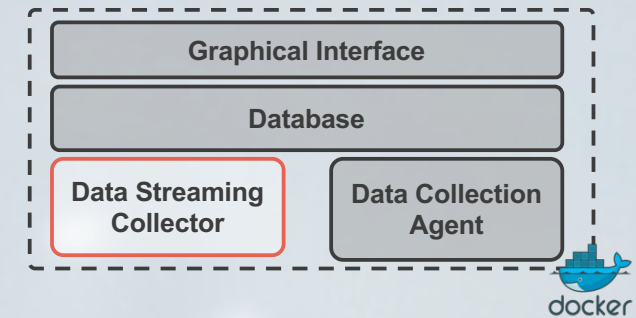 Graphical Interface
Database
Data Streaming
Collector
Data Collection
Agent
docker